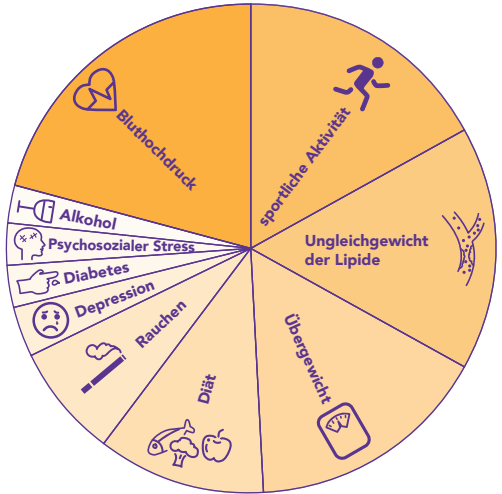 Bluthochdruck
sportliche Aktivität
Ungleichgewicht
der Lipide
Übergewicht
Diät
Rauchen
Depression
Diabetes
Psychosozialer Stress
Alkohol